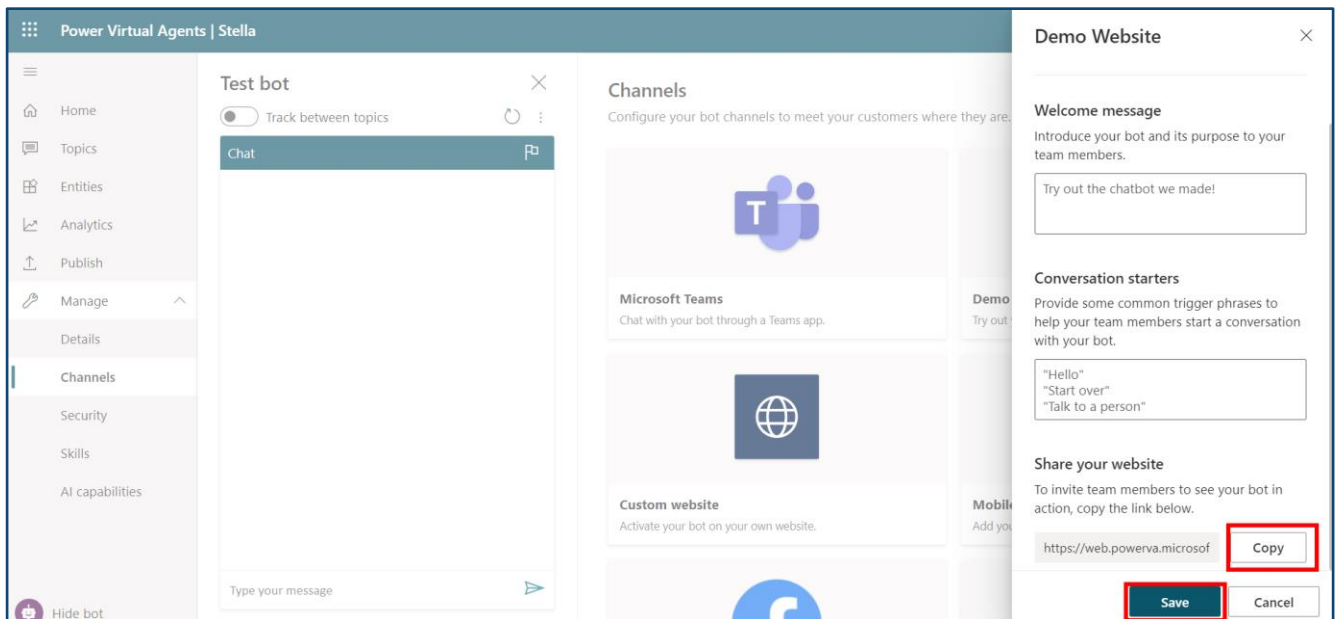 Power Virtual Agents | Stella
Home
Topics
Entities
Analytics
Publish
Manage
Details
Channels
Security
Skills
AI capabilities
Hide bot
Test bot
Track between topics
Chat
Type your message
Channels
Configure your bot channels to meet your customers where they are.
T
Microsoft Teams
Chat with your bot through a Teams app.
Demo
Try out
Custom website
Activate your bot on your own website.
Add you
Demo Website
Welcome message
Introduce your bot and its purpose to your
team members.
Try out the chatbot we made!
Conversation starters
Provide some common trigger phrases to
help your team members start a conversation
with your bot.
"Hello"
"Start over"
"Talk to a person"
Share your website
To invite team members to see your bot in
action, copy the link below.
https://web.powerva.microsof
Copy
Save
Cancel